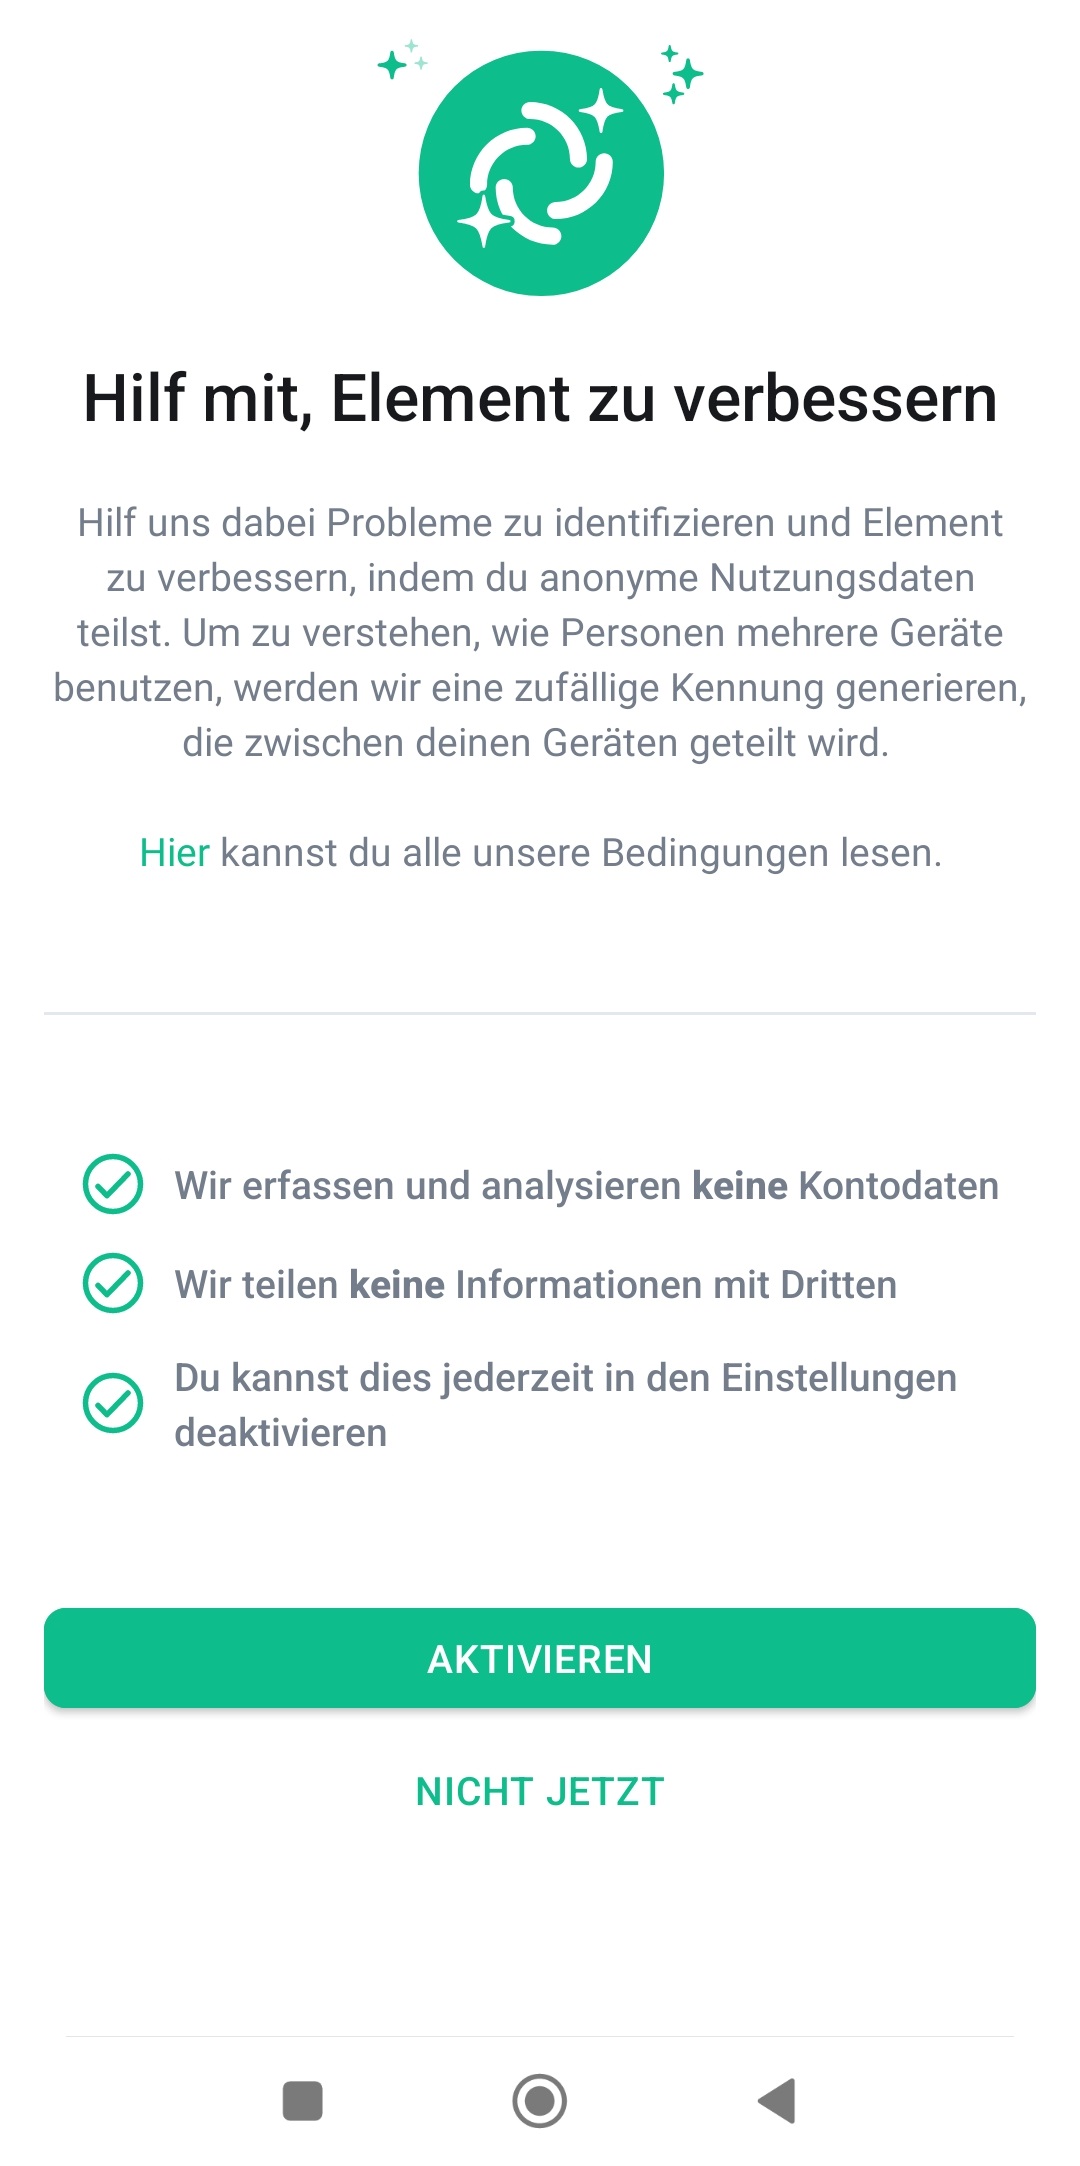 Hilf mit, Element zu verbessern
Hilf uns dabei Probleme zu identifizieren und Element
zu verbessern, indem du anonyme Nutzungsdaten
teilst. Um zu verstehen, wie Personen mehrere Geräte
benutzen, werden wir eine zufällige Kennung generieren,
die zwischen deinen Geräten geteilt wird.
Hier kannst du alle unsere Bedingungen lesen.
Wir erfassen und analysieren keine Kontodaten
Wir teilen keine Informationen mit Dritten
Du kannst dies jederzeit in den Einstellungen
deaktivieren
AKTIVIEREN
NICHT JETZT